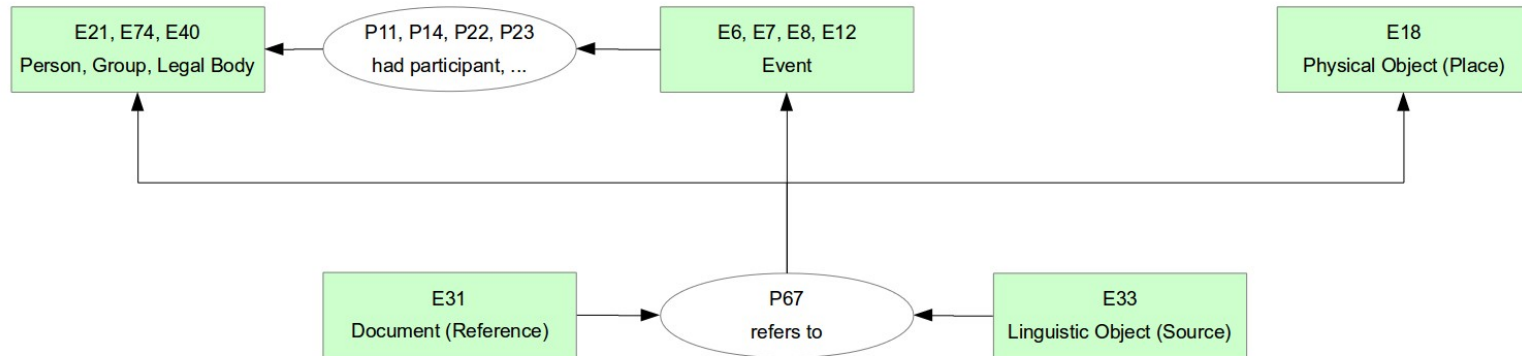 E21, E74, E40
Person, Group, Legal Body
P11, P14, P22, P23
had participant, ...
E6, E7, E8, E12
Event
E18
Physical Object (Place)
E31
Document (Reference)
P67
refers to
E33
Linguistic Object (Source)